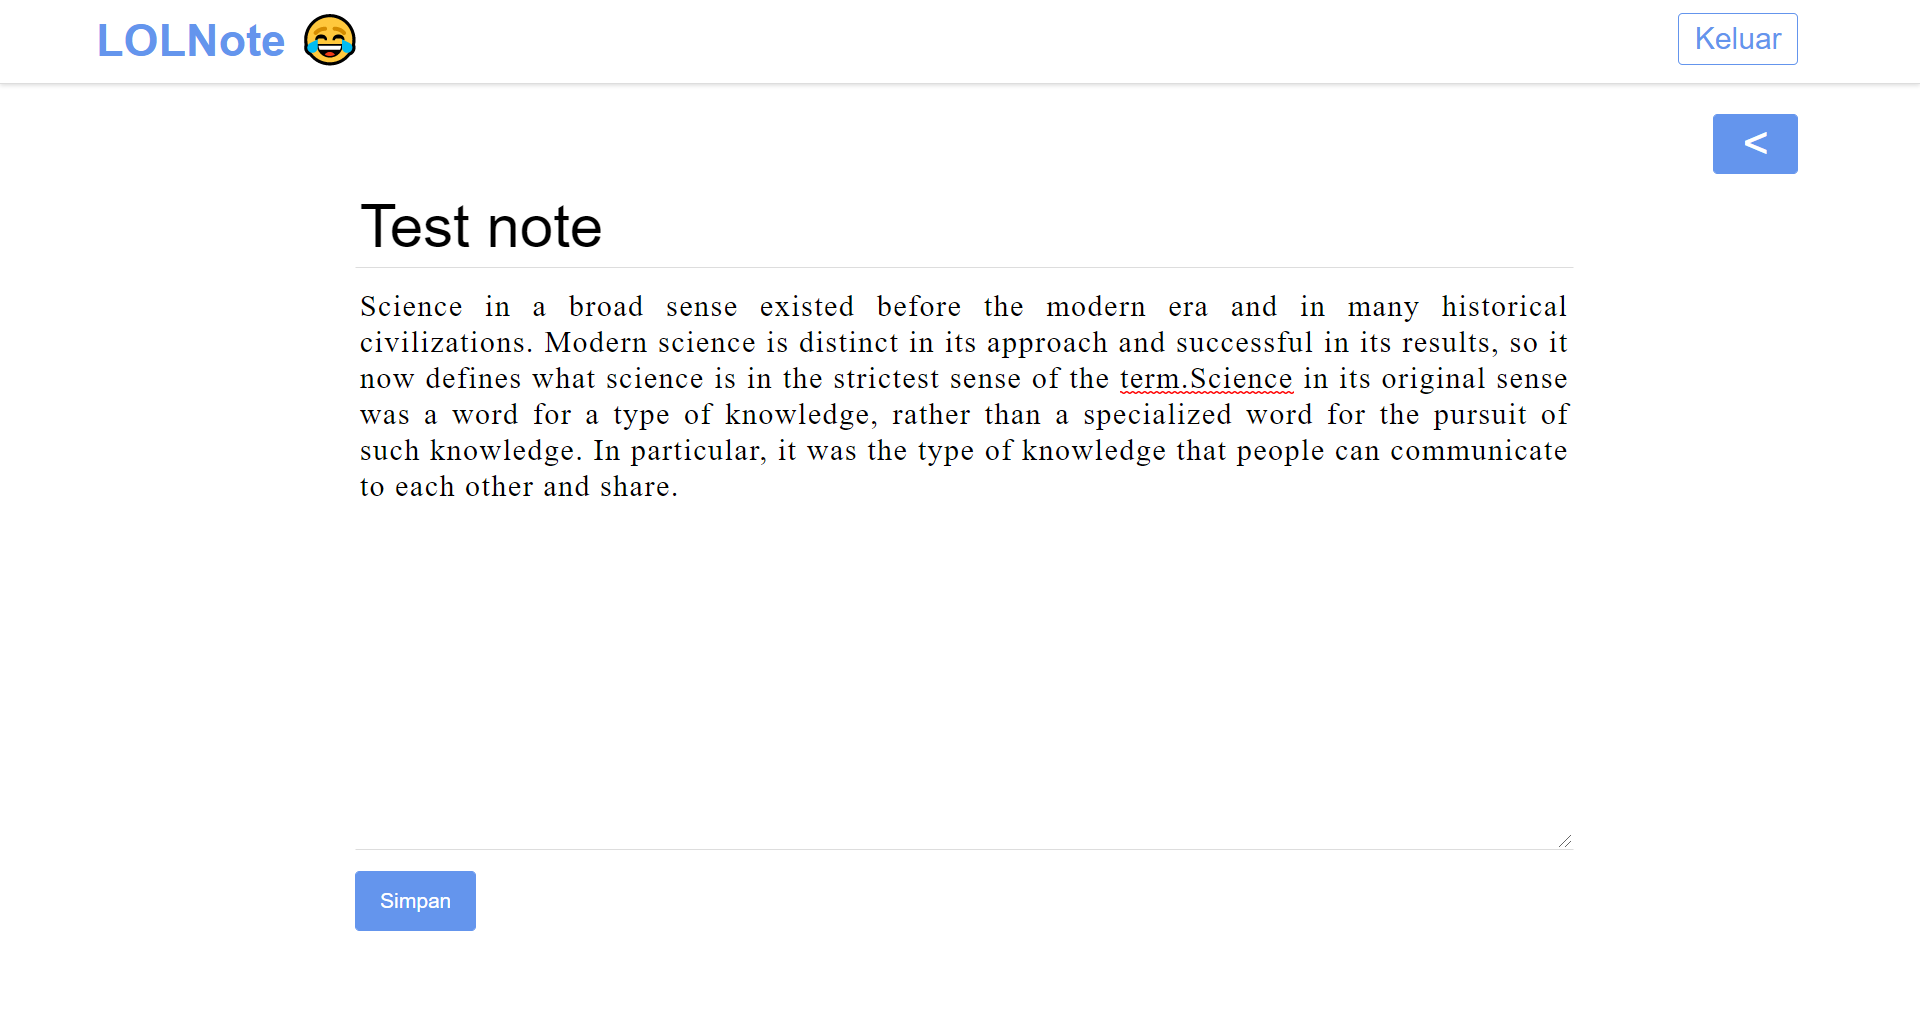 LOLNote
Keluar
<
Test note
Science in a broad sense existed before the modern era and in many historical
civilizations. Modern science is distinct in its approach and successful in its results, so it
now defines what science is in the strictest sense of the term.Science in its original sense
was a word for a type of knowledge, rather than a specialized word for the pursuit of
such knowledge. In particular, it was the type of knowledge that people can communicate
to each other and share.
Simpan